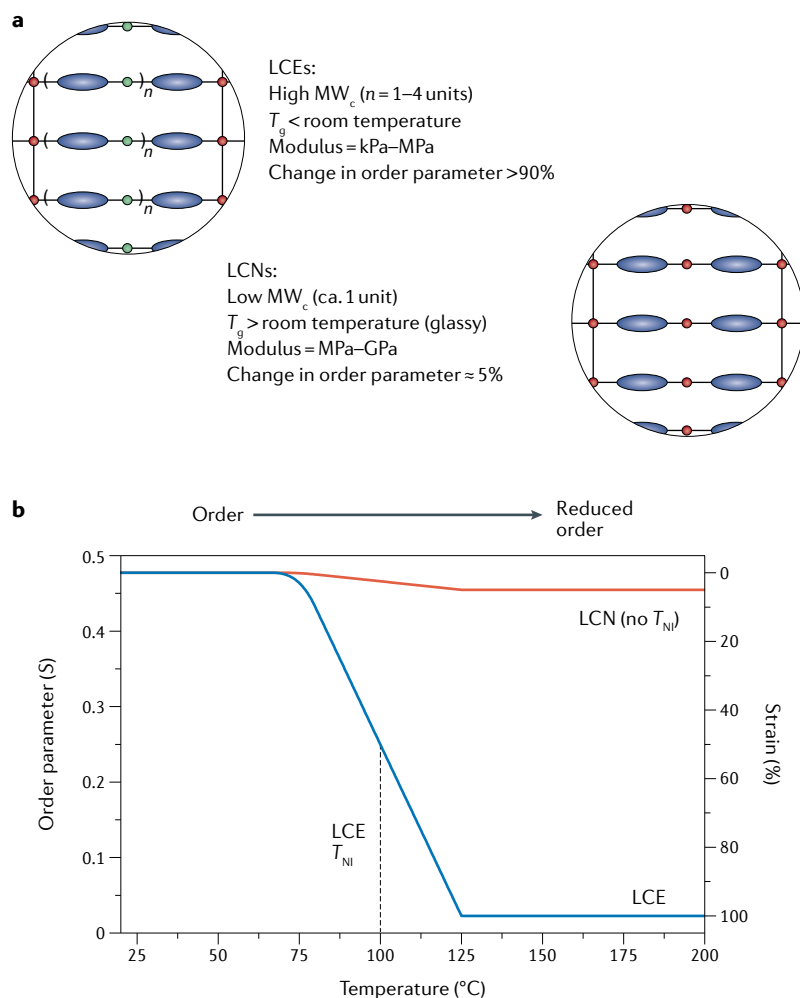 a
( )n
( )n
( )n
LCEs:
High MWc (n = 1–4 units)
Tg < room temperature
Modulus = kPa–MPa
Change in order parameter >90%
LCNs:
Low MWc (ca. 1 unit)
Tg > room temperature (glassy)
Modulus = MPa–GPa
Change in order parameter ≈ 5%
b
Order
Reduced
order
Order parameter (S)
0.5
0.4
0.3
0.2
0.1
0
LCN (no TNI)
LCE
TNI
LCE
0
20
40
60
80
100
Strain (%)
25 50 75 100 125 150 175 200
Temperature (°C)